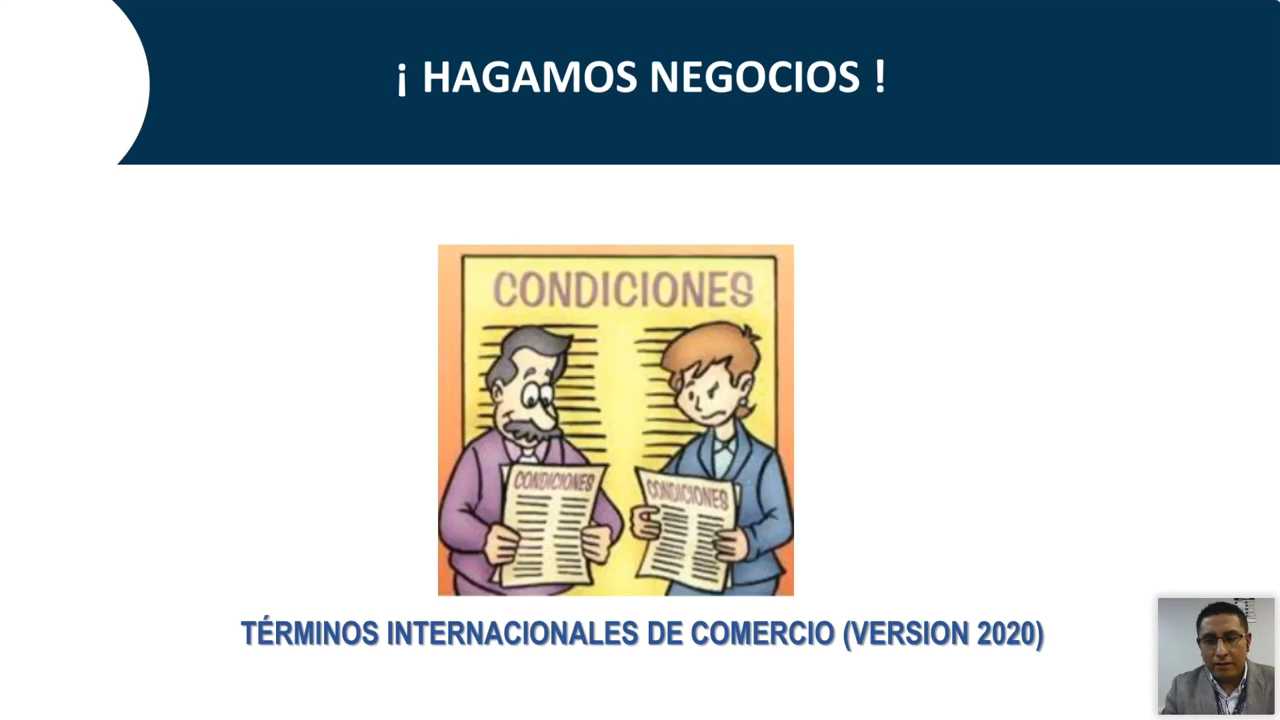 ¡ HAGAMOS NEGOCIOS !
CONDICIONES
CONDICIONES
CONDICIONES
TÉRMINOS INTERNACIONALES DE COMERCIO (VERSION 2020)